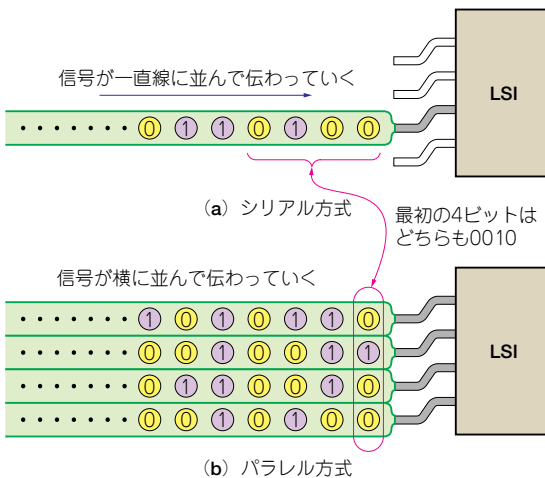 信号が一直線に並んで伝わっていく
LSI
・・・・・・・0 1 1 0 1 0 0
(a) シリアル方式
最初の4ビットは
どちらも0010
信号が横に並んで伝わっていく
・・・・・・・1 0 1 0 1 1 0
・・・・・・・0 0 1 0 0 1 1
LSI
・・・・・・・0 1 1 0 0 1 0
・・・・・・・0 0 1 0 1 0 0
(b) パラレル方式